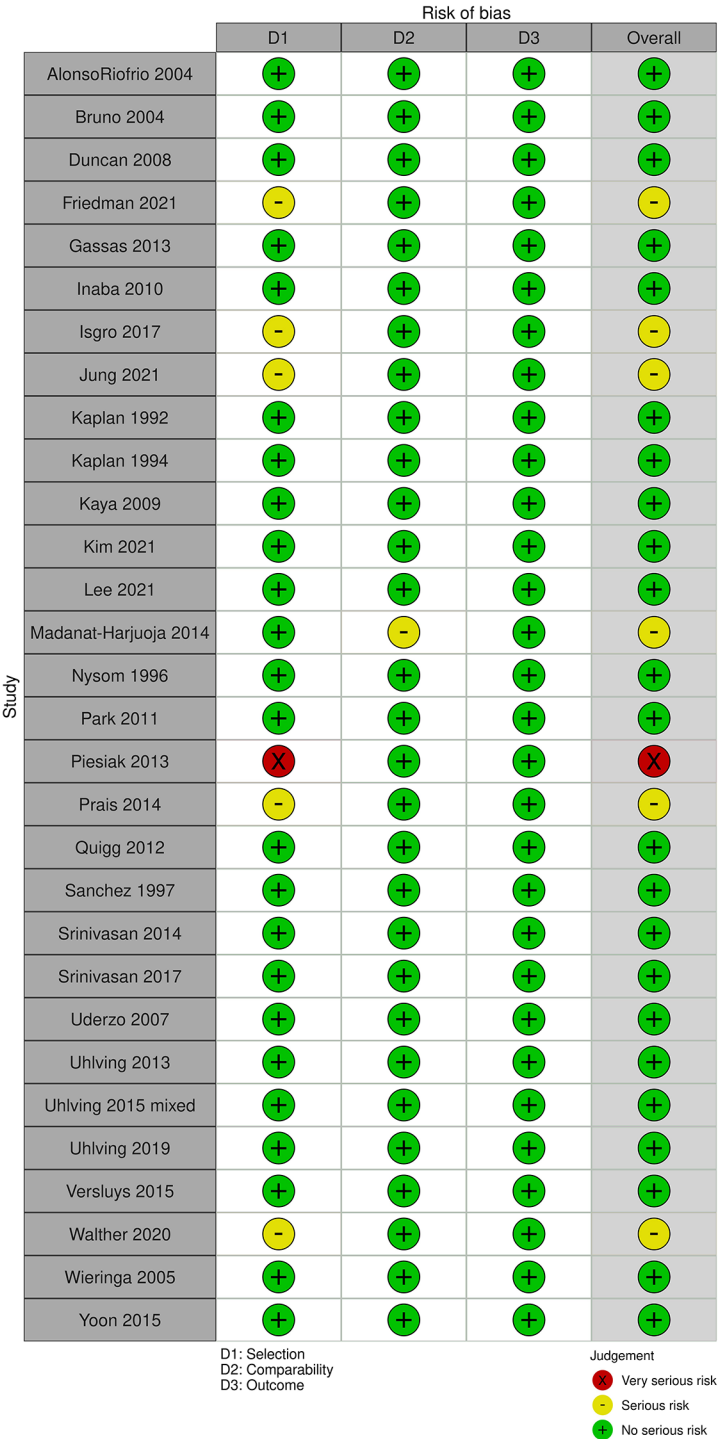 Risk of bias
D1 D2 D3 Overall
AlonsoRiofrio 2004 + + + +
Bruno 2004 + + + +
Duncan 2008 + + + +
Friedman 2021 - + + -
Gassas 2013 + + + +
Inaba 2010 + + + +
Isgro 2017 - + + -
Jung 2021 - + + -
Kaplan 1992 + + + +
Kaplan 1994 + + + +
Kaya 2009 + + + +
Kim 2021 + + + +
Lee 2021 + + + +
Madanat-Harjuoja 2014 + - + -
Nysom 1996 + + + +
Study
Park 2011 + + + +
Piesiak 2013 X + + X
Prais 2014 - + + -
Quigg 2012 + + + +
Sanchez 1997 + + + +
Srinivasan 2014 + + + +
Srinivasan 2017 + + + +
Uderzo 2007 + + + +
Uhlving 2013 + + + +
Uhlving 2015 mixed + + + +
Uhlving 2019 + + + +
Versluys 2015 + + + +
Walther 2020 - + + -
Wieringa 2005 + + + +
Yoon 2015 + + + +
D1: Selection
D2: Comparability
D3: Outcome
Judgement
X Very serious risk
- Serious risk
+ No serious risk